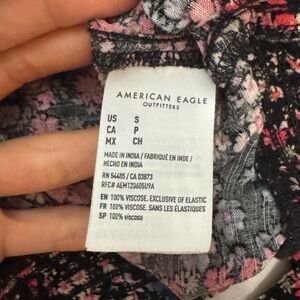 AMERICAN EAGLE
OUTFITTERS
US S
CA P
MX CH
MADE IN INDIA / FABRIQUÉ EN INDE /
HECHO EN INDIA
RN 54485 / CA 03873
RFC# AEM120605U9A
EN 100% VISCOSE, EXCLUSIVE OF ELASTIC
FR 100% VISCOSE, SANS LES ÉLASTIQUES
SP 100% viscosa